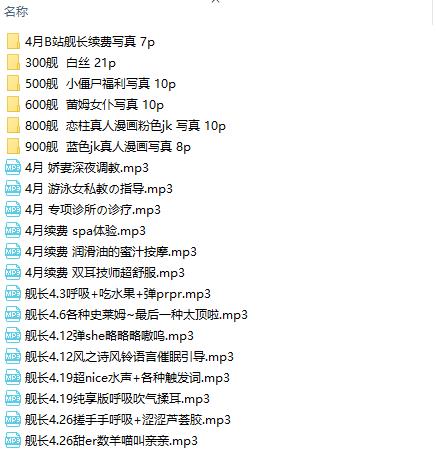 名称
4月B站舰长续费写真 7p
300舰 白丝 21p
500舰 小僵尸福利写真 10p
600舰 蕾姆女仆写真 10p
800舰 恋柱真人漫画粉色jk 写真 10p
900舰 蓝色jk真人漫画写真 8p
4月 娇妻深夜调教.mp3
4月 游泳女私教の指导.mp3
4月 专项诊所の诊疗.mp3
4月续费 spa体验.mp3
4月续费 润滑油的蜜汁按摩.mp3
4月续费 双耳技师超舒服.mp3
舰长4.3呼吸+吃水果+弹prpr.mp3
舰长4.6各种史莱姆~最后一种太顶啦.mp3
舰长4.12弹she略略略嗷呜.mp3
舰长4.12风之诗风铃语言催眠引导.mp3
舰长4.19超nice水声+各种触发词.mp3
舰长4.19纯享版呼吸吹气揉耳.mp3
舰长4.26搓手手呼吸+涩涩芦荟胶.mp3
舰长4.26甜er数羊喵叫亲亲.mp3
MP3
MP3
MP3
MP3
MP3
MP3
MP3
MP3
MP3
MP3
MP3
MP3
MP3
MP3